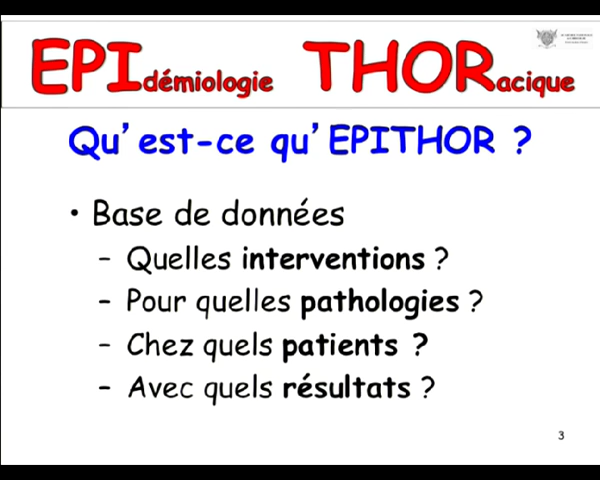 EPIdémiologie THORacique
Qu'est-ce qu'EPITHOR ?
• Base de données
– Quelles interventions ?
– Pour quelles pathologies ?
– Chez quels patients ?
– Avec quels résultats ?
3